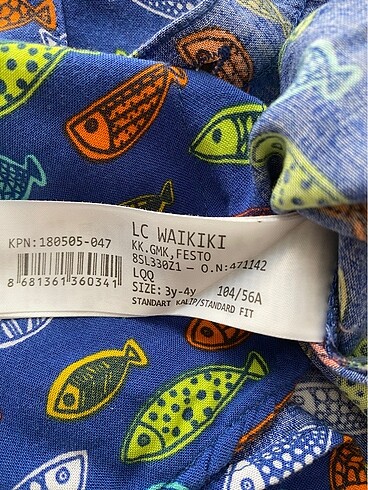 KPN:180505-047
8 681361 360341
LC WAIKIKI
KK.GMK,FESTO
8SL330Z1 – O.N:471142
LQQ
SIZE: 3y-4y 104/56A
STANDART KALIP/STANDARD FIT